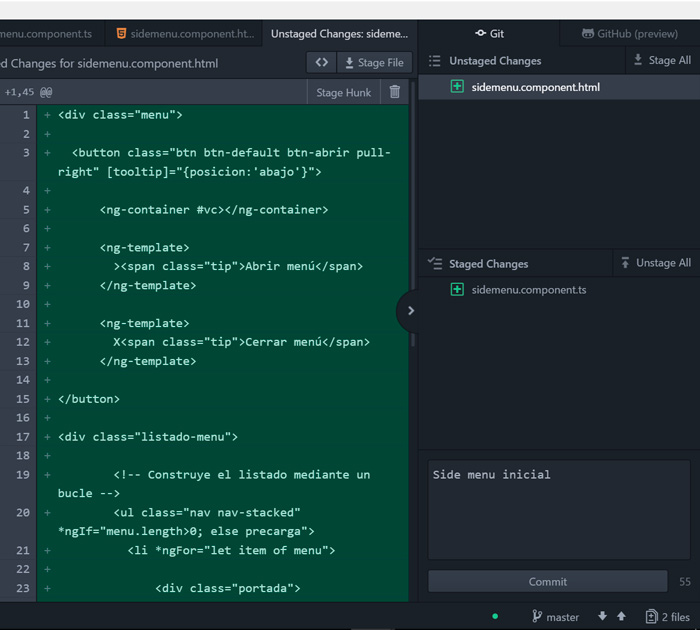 menu.component.ts
sidemenu.component.ht...
Unstaged Changes: sideme...
Git
GitHub (preview)
ed Changes for sidemenu.component.html
Stage File
Unstaged Changes
Stage All
+1,45 @@
Stage Hunk
sidemenu.component.html
1 + <div class="menu">
2 +
3 + <button class="btn btn-default btn-abrir pull-
right" [tooltip]="{posicion:'abajo'}">
4 +
5 + <ng-container #vc></ng-container>
6 +
7 + <ng-template>
8 + ><span class="tip">Abrir menú</span>
9 + </ng-template>
10 +
11 + <ng-template>
12 + X<span class="tip">Cerrar menú</span>
13 + </ng-template>
14 +
15 + </button>
16 +
17 + <div class="listado-menu">
18 +
19 + <!-- Construye el listado mediante un
bucle -->
20 + <ul class="nav nav-stacked"
*ngIf="menu.length>0; else precarga">
21 + <li *ngFor="let item of menu">
22 +
23 + <div class="portada">
Staged Changes
Unstage All
sidemenu.component.ts
Side menu inicial
Commit
55
master
2 files